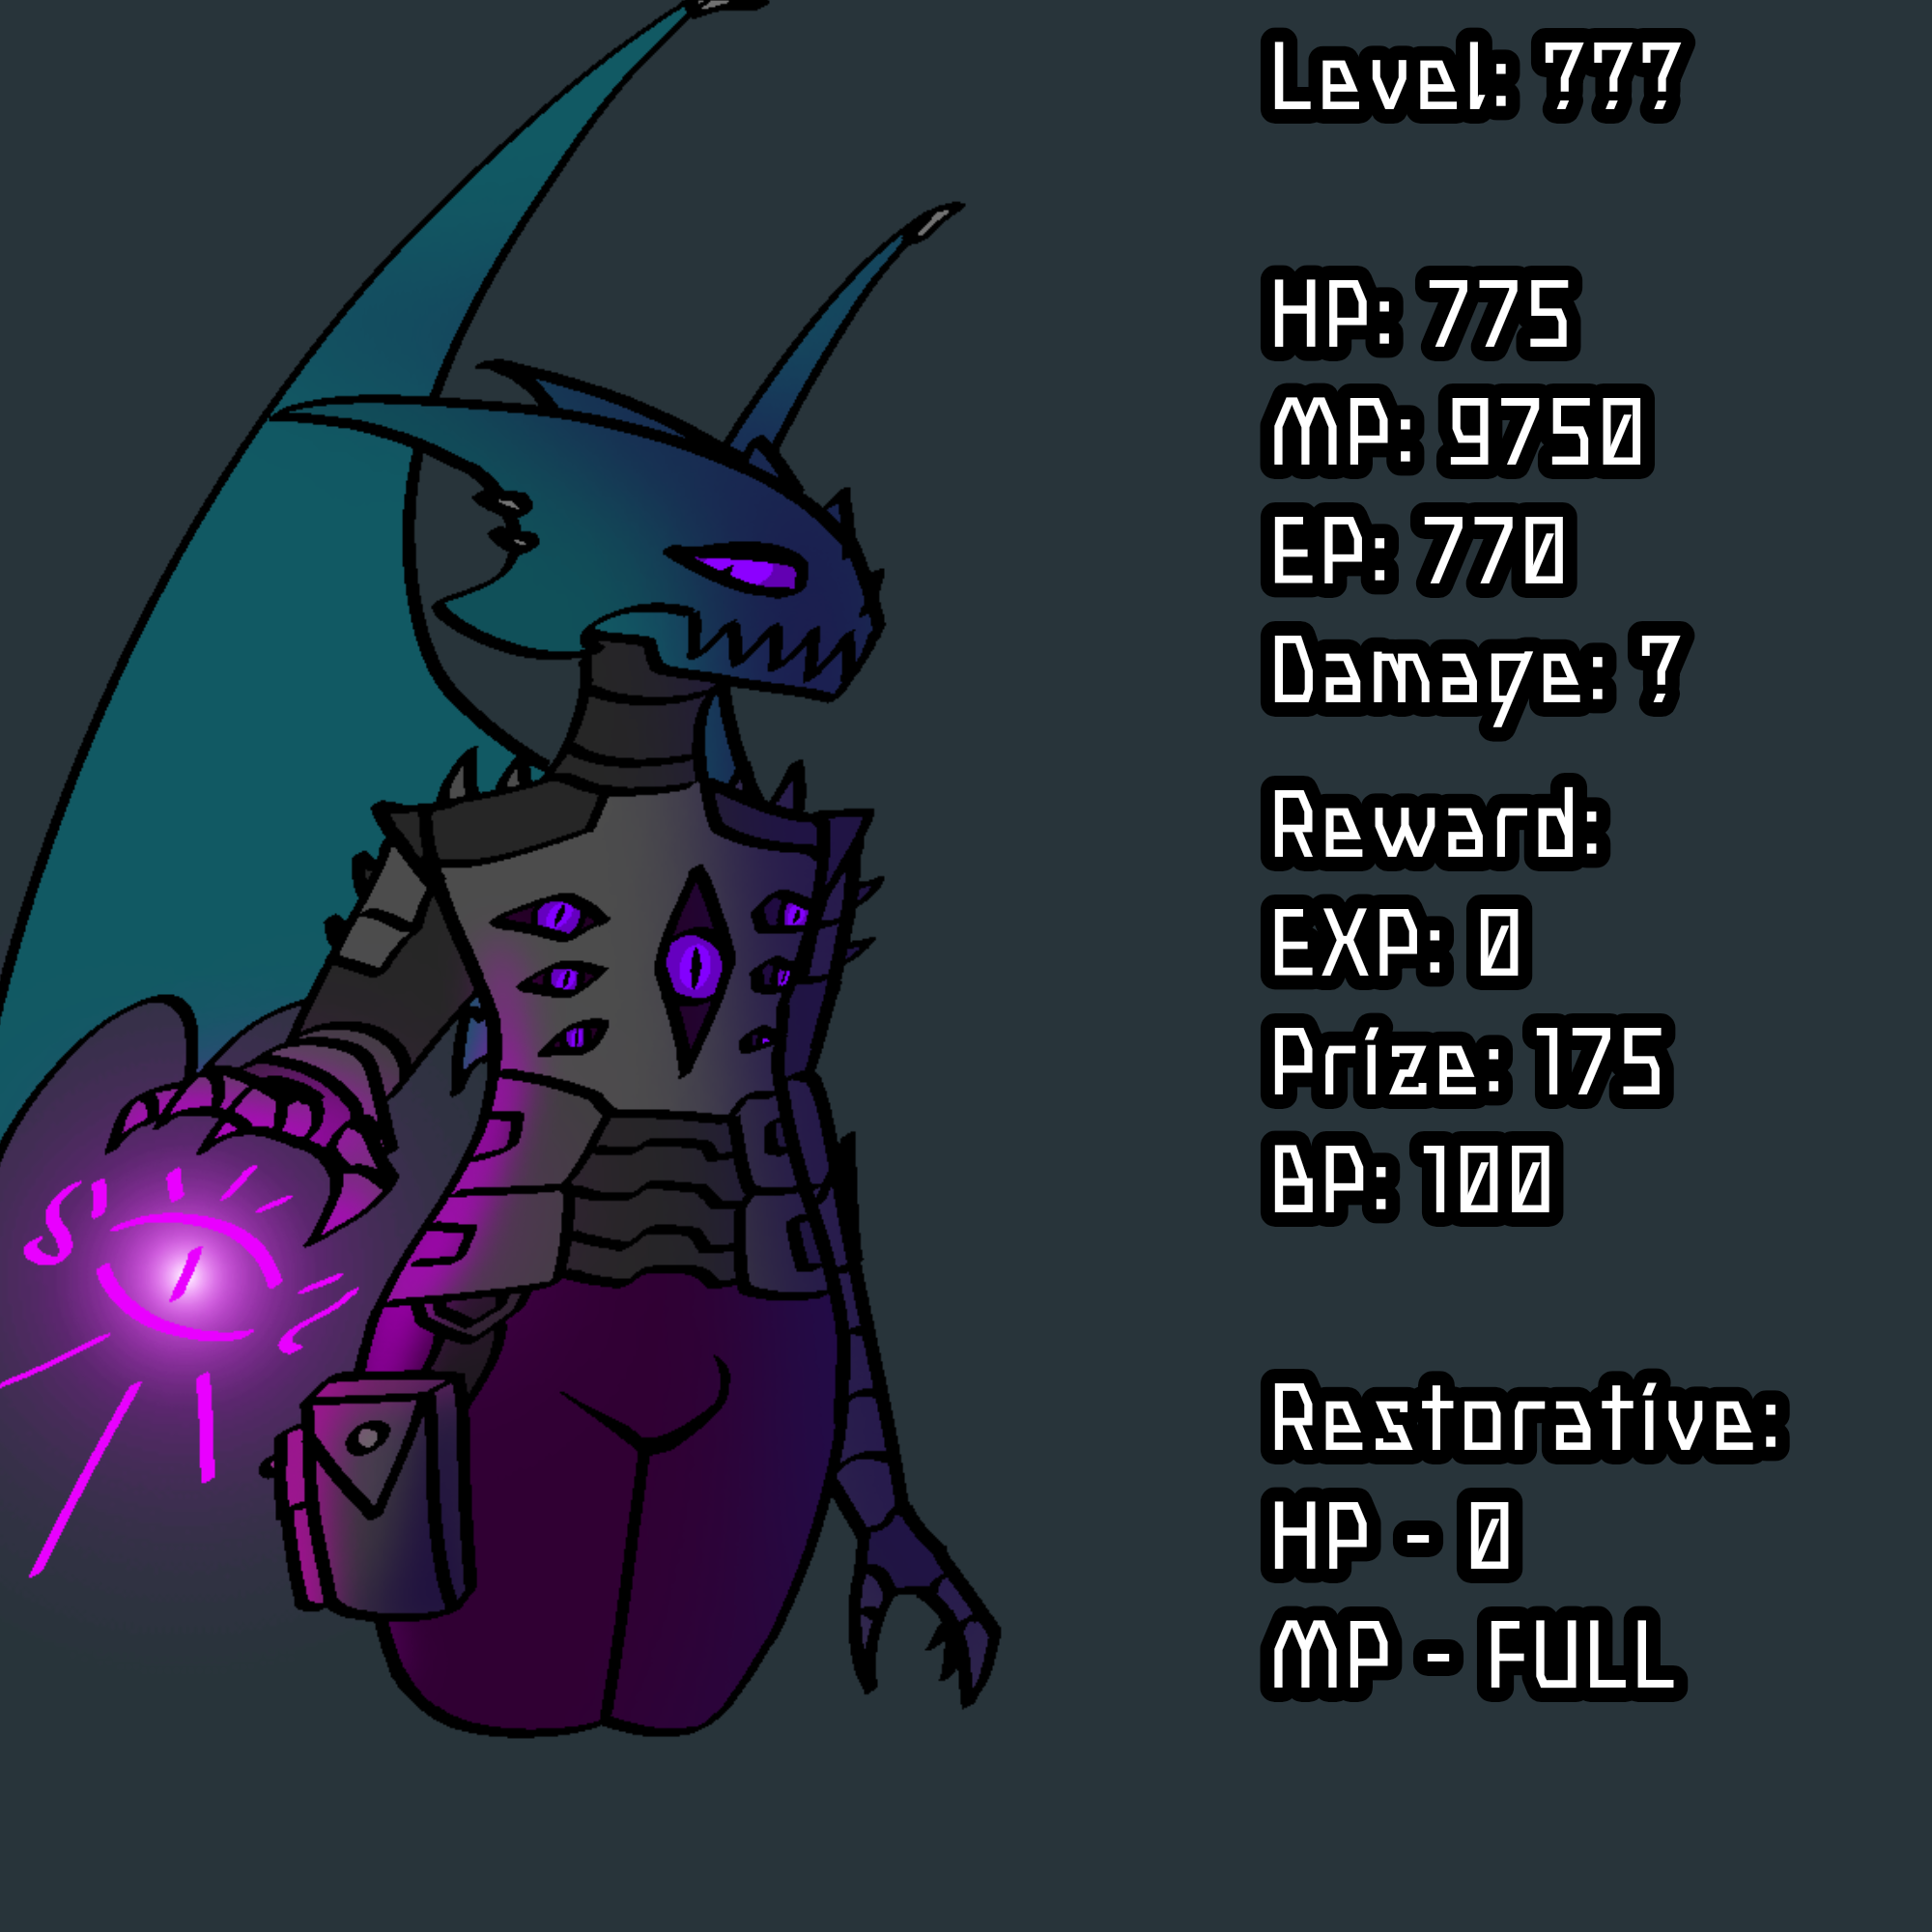 Level: ???
HP: 775
MP: 9750
EP: 770
Damage: ?
Reward:
EXP: 0
Prize: 175
BP: 100
Restorative:
HP - 0
MP - FULL